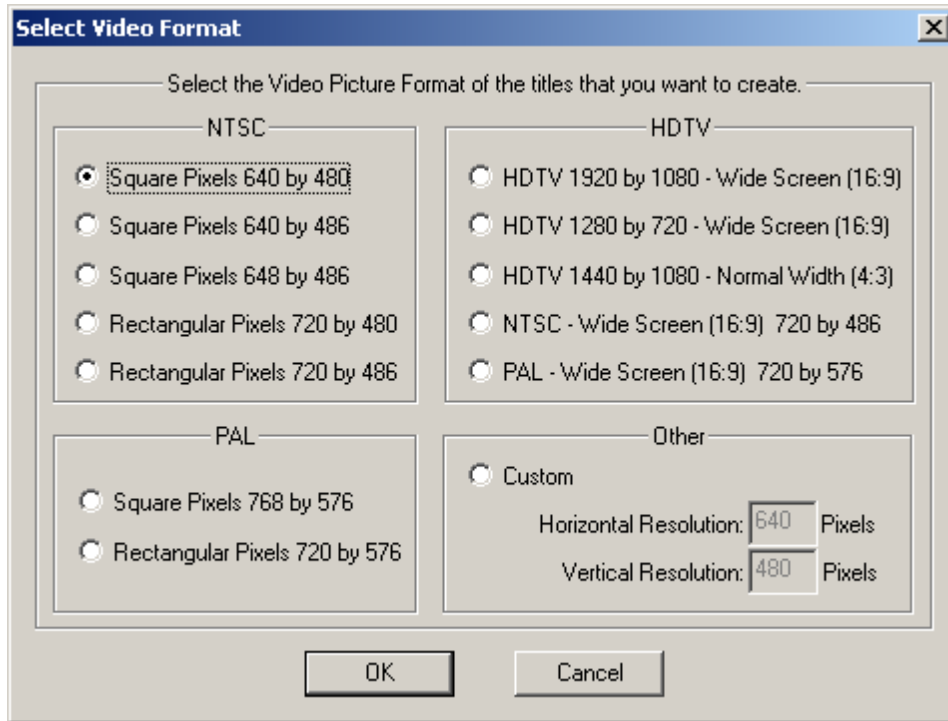 Select Video Format
Select the Video Picture Format of the titles that you want to create.
NTSC
Square Pixels 640 by 480
Square Pixels 640 by 486
Square Pixels 648 by 486
Rectangular Pixels 720 by 480
Rectangular Pixels 720 by 486
HDTV
HDTV 1920 by 1080 - Wide Screen (16:9)
HDTV 1280 by 720 - Wide Screen (16:9)
HDTV 1440 by 1080 - Normal Width (4:3)
NTSC - Wide Screen (16:9)  720 by 486
PAL - Wide Screen (16:9)  720 by 576
PAL
Square Pixels 768 by 576
Rectangular Pixels 720 by 576
Other
Custom
Horizontal Resolution: 640 Pixels
Vertical Resolution: 480 Pixels
OK
Cancel